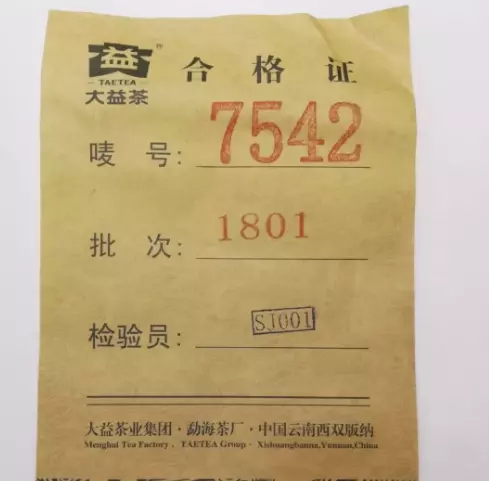 益®
TAETEA
大益茶
合格证
唛号: 7542
批次: 1801
检验员: SJ001
大益茶业集团·勐海茶厂·中国云南西双版纳
Menghai Tea Factory · TAETEA Group · Xishuangbanna, Yunnan, China